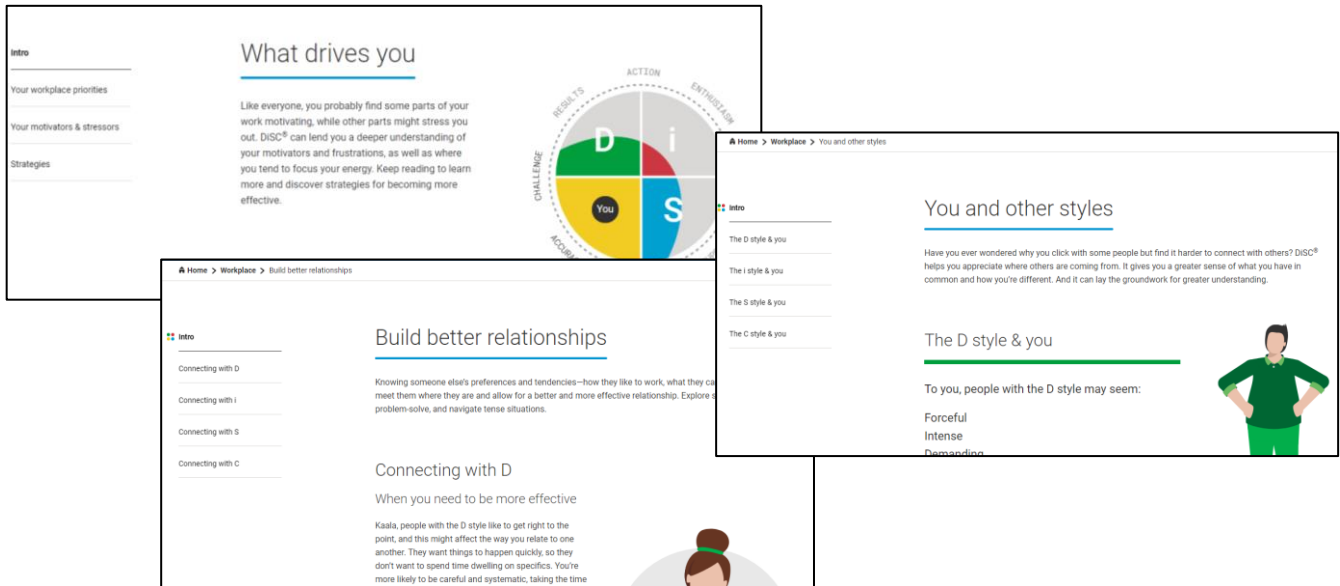 Intro
Your workplace priorities
Your motivators & stressors
Strategies
What drives you
Like everyone, you probably find some parts of your
work motivating, while other parts might stress you
out. DiSC® can lend you a deeper understanding of
your motivators and frustrations, as well as where
you tend to focus your energy. Keep reading to learn
more and discover strategies for becoming more
effective.
ACTION
ENTHUSIASM
RESULTS
CHALLENGE
D
i
You
S
Home > Workplace > You and other styles
Intro
The D style & you
The i style & you
The S style & you
The C style & you
You and other styles
Have you ever wondered why you click with some people but find it harder to connect with others? DiSC®
helps you appreciate where others are coming from. It gives you a greater sense of what you have in
common and how you're different. And it can lay the groundwork for greater understanding.
The D style & you
To you, people with the D style may seem:
Forceful
Intense
Demanding
Home > Workplace > Build better relationships
Intro
Connecting with D
Connecting with i
Connecting with S
Connecting with C
Build better relationships
Knowing someone else's preferences and tendencies—how they like to work, what they
meet them where they are and allow for a better and more effective relationship. Explore
problem-solve, and navigate tense situations.
Connecting with D
When you need to be more effective
Kaala, people with the D style like to get right to the
point, and this might affect the way you relate to one
another. They want things to happen quickly, so they
don't want to spend time dwelling on specifics. You're
more likely to be careful and systematic, taking the time